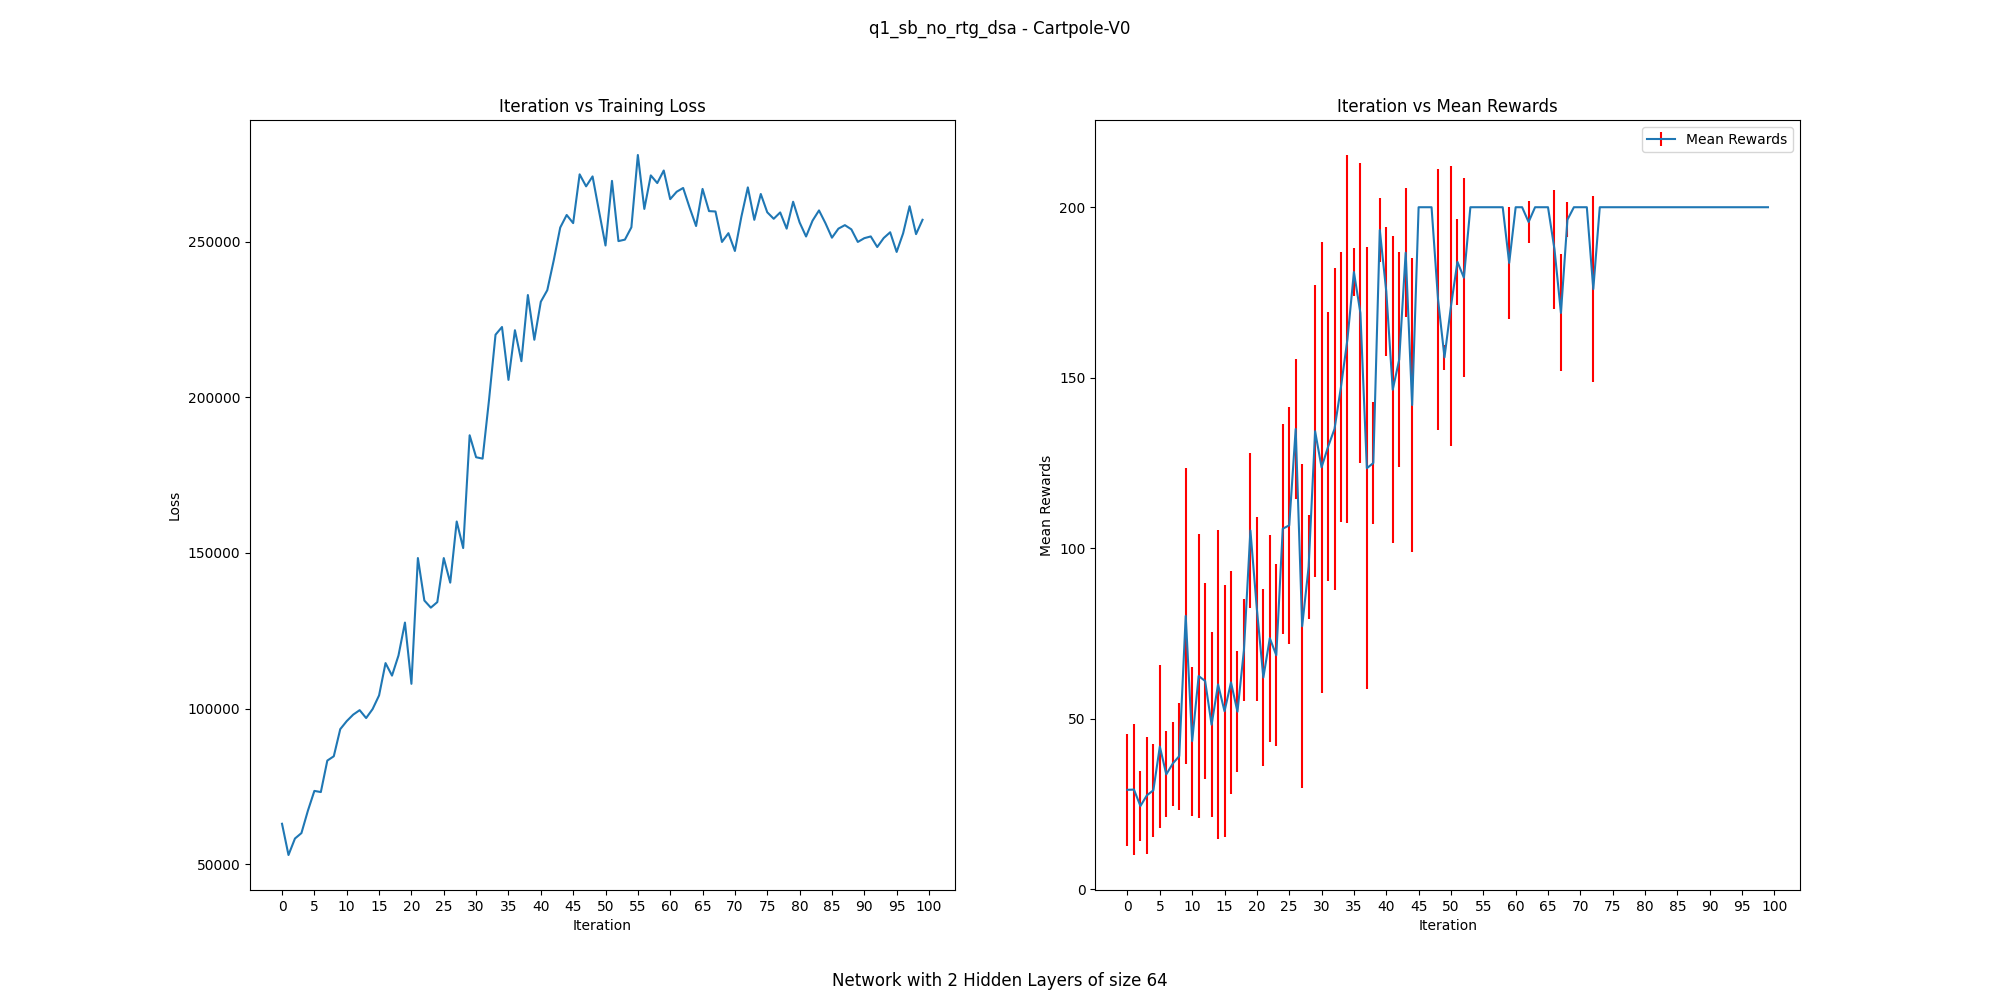 q1_sb_no_rtg_dsa - Cartpole-V0
Iteration vs Training Loss
Loss
250000
200000
150000
100000
50000
0 5 10 15 20 25 30 35 40 45 50 55 60 65 70 75 80 85 90 95 100
Iteration
Iteration vs Mean Rewards
Mean Rewards
Mean Rewards
200
150
100
50
0
0 5 10 15 20 25 30 35 40 45 50 55 60 65 70 75 80 85 90 95 100
Iteration
Network with 2 Hidden Layers of size 64